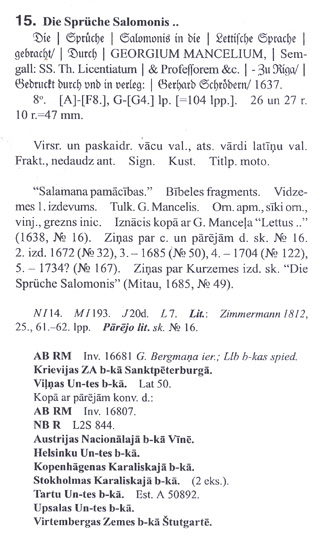 15. Die Sprüche Salomonis ..
Die | Sprüche | Salomonis in die | Lettische Sprache |
gebracht/ | Durch | GEORGIUM MANCELIUM, | Sem-
gall: SS. Th. Licentiatum | & Professorem &c. | - Zu Riga/ |
Gedruckt durch vnd in verleg: | Gerhard Schrödern/ 1637.
8°. [A]-[F8.], G-[G4.] lp. [=104 lpp.]. 26 un 27 r.
10 r.=47 mm.
Virsr. un paskaidr. vācu val., ats. vārdi latīņu val.
Frakt., nedaudz ant. Sign. Kust. Titlp. moto.
“Salamana pamācības.” Bībeles fragments. Vidze-
mes 1. izdevums. Tulk. G. Mancelis. Orn. apm., sīki orn.,
vinj., grezns inic. Iznācis kopā ar G. Manceļa “Lettus ..”
(1638, № 16). Ziņas par c. un pārējām d. sk. № 16.
2. izd. 1672 (№ 32), 3. – 1685 (№ 50), 4. – 1704 (№ 122),
5. – 1734? (№ 167). Ziņas par Kurzemes izd. sk. “Die
Sprüche Salomonis” (Mitau, 1685, № 49).
N I 14. M I 193. J 20d. L 7. Lit.: Zimmermann 1812,
25., 61.–62. lpp. Pārējo lit. sk. № 16.
AB RM Inv. 16681 G. Bergmaņa ier.; Llb b-kas spied.
Krievijas ZA b-kā Sanktpēterburgā.
Viļņas Un-tes b-kā. Lat 50.
Kopā ar pārējām konv. d.:
AB RM Inv. 16807.
NB R L2S 844.
Austrijas Nacionālajā b-kā Vīnē.
Helsinku Un-tes b-kā.
Kopenhāgenas Karaliskajā b-kā.
Stokholmas Karaliskajā b-kā. (2 eks.).
Tartu Un-tes b-kā. Est. A 50892.
Upsalas Un-tes b-kā.
Virtembergas Zemes b-kā Štutgartē.